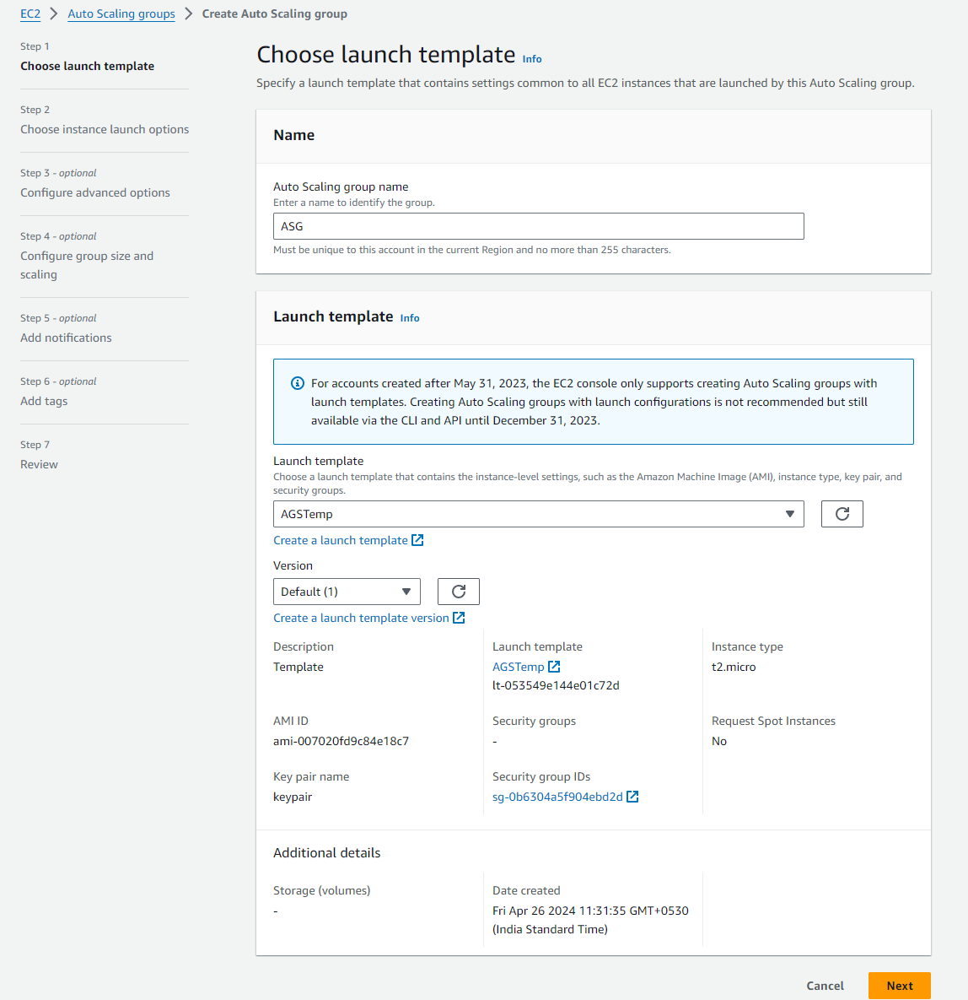 EC2 > Auto Scaling groups > Create Auto Scaling group
Step 1
Choose launch template
Step 2
Choose instance launch options
Step 3 - optional
Configure advanced options
Step 4 - optional
Configure group size and
scaling
Step 5 - optional
Add notifications
Step 6 - optional
Add tags
Step 7
Review
Choose launch template Info
Specify a launch template that contains settings common to all EC2 instances that are launched by this Auto Scaling group.
Name
Auto Scaling group name
Enter a name to identify the group.
ASG
Must be unique to this account in the current Region and no more than 255 characters.
Launch template Info
For accounts created after May 31, 2023, the EC2 console only supports creating Auto Scaling groups with
launch templates. Creating Auto Scaling groups with launch configurations is not recommended but still
available via the CLI and API until December 31, 2023.
Launch template
Choose a launch template that contains the instance-level settings, such as the Amazon Machine Image (AMI), instance type, key pair, and
security groups.
AGSTemp
Create a launch template
Version
Default (1)
Create a launch template version
Description
Template
Launch template
AGSTemp
lt-053549e144e01c72d
Instance type
t2.micro
AMI ID
ami-007020fd9c84e18c7
Security groups
-
Request Spot Instances
No
Key pair name
keypair
Security group IDs
sg-0b6304a5f904ebd2d
Additional details
Storage (volumes)
-
Date created
Fri Apr 26 2024 11:31:35 GMT+0530
(India Standard Time)
Cancel
Next